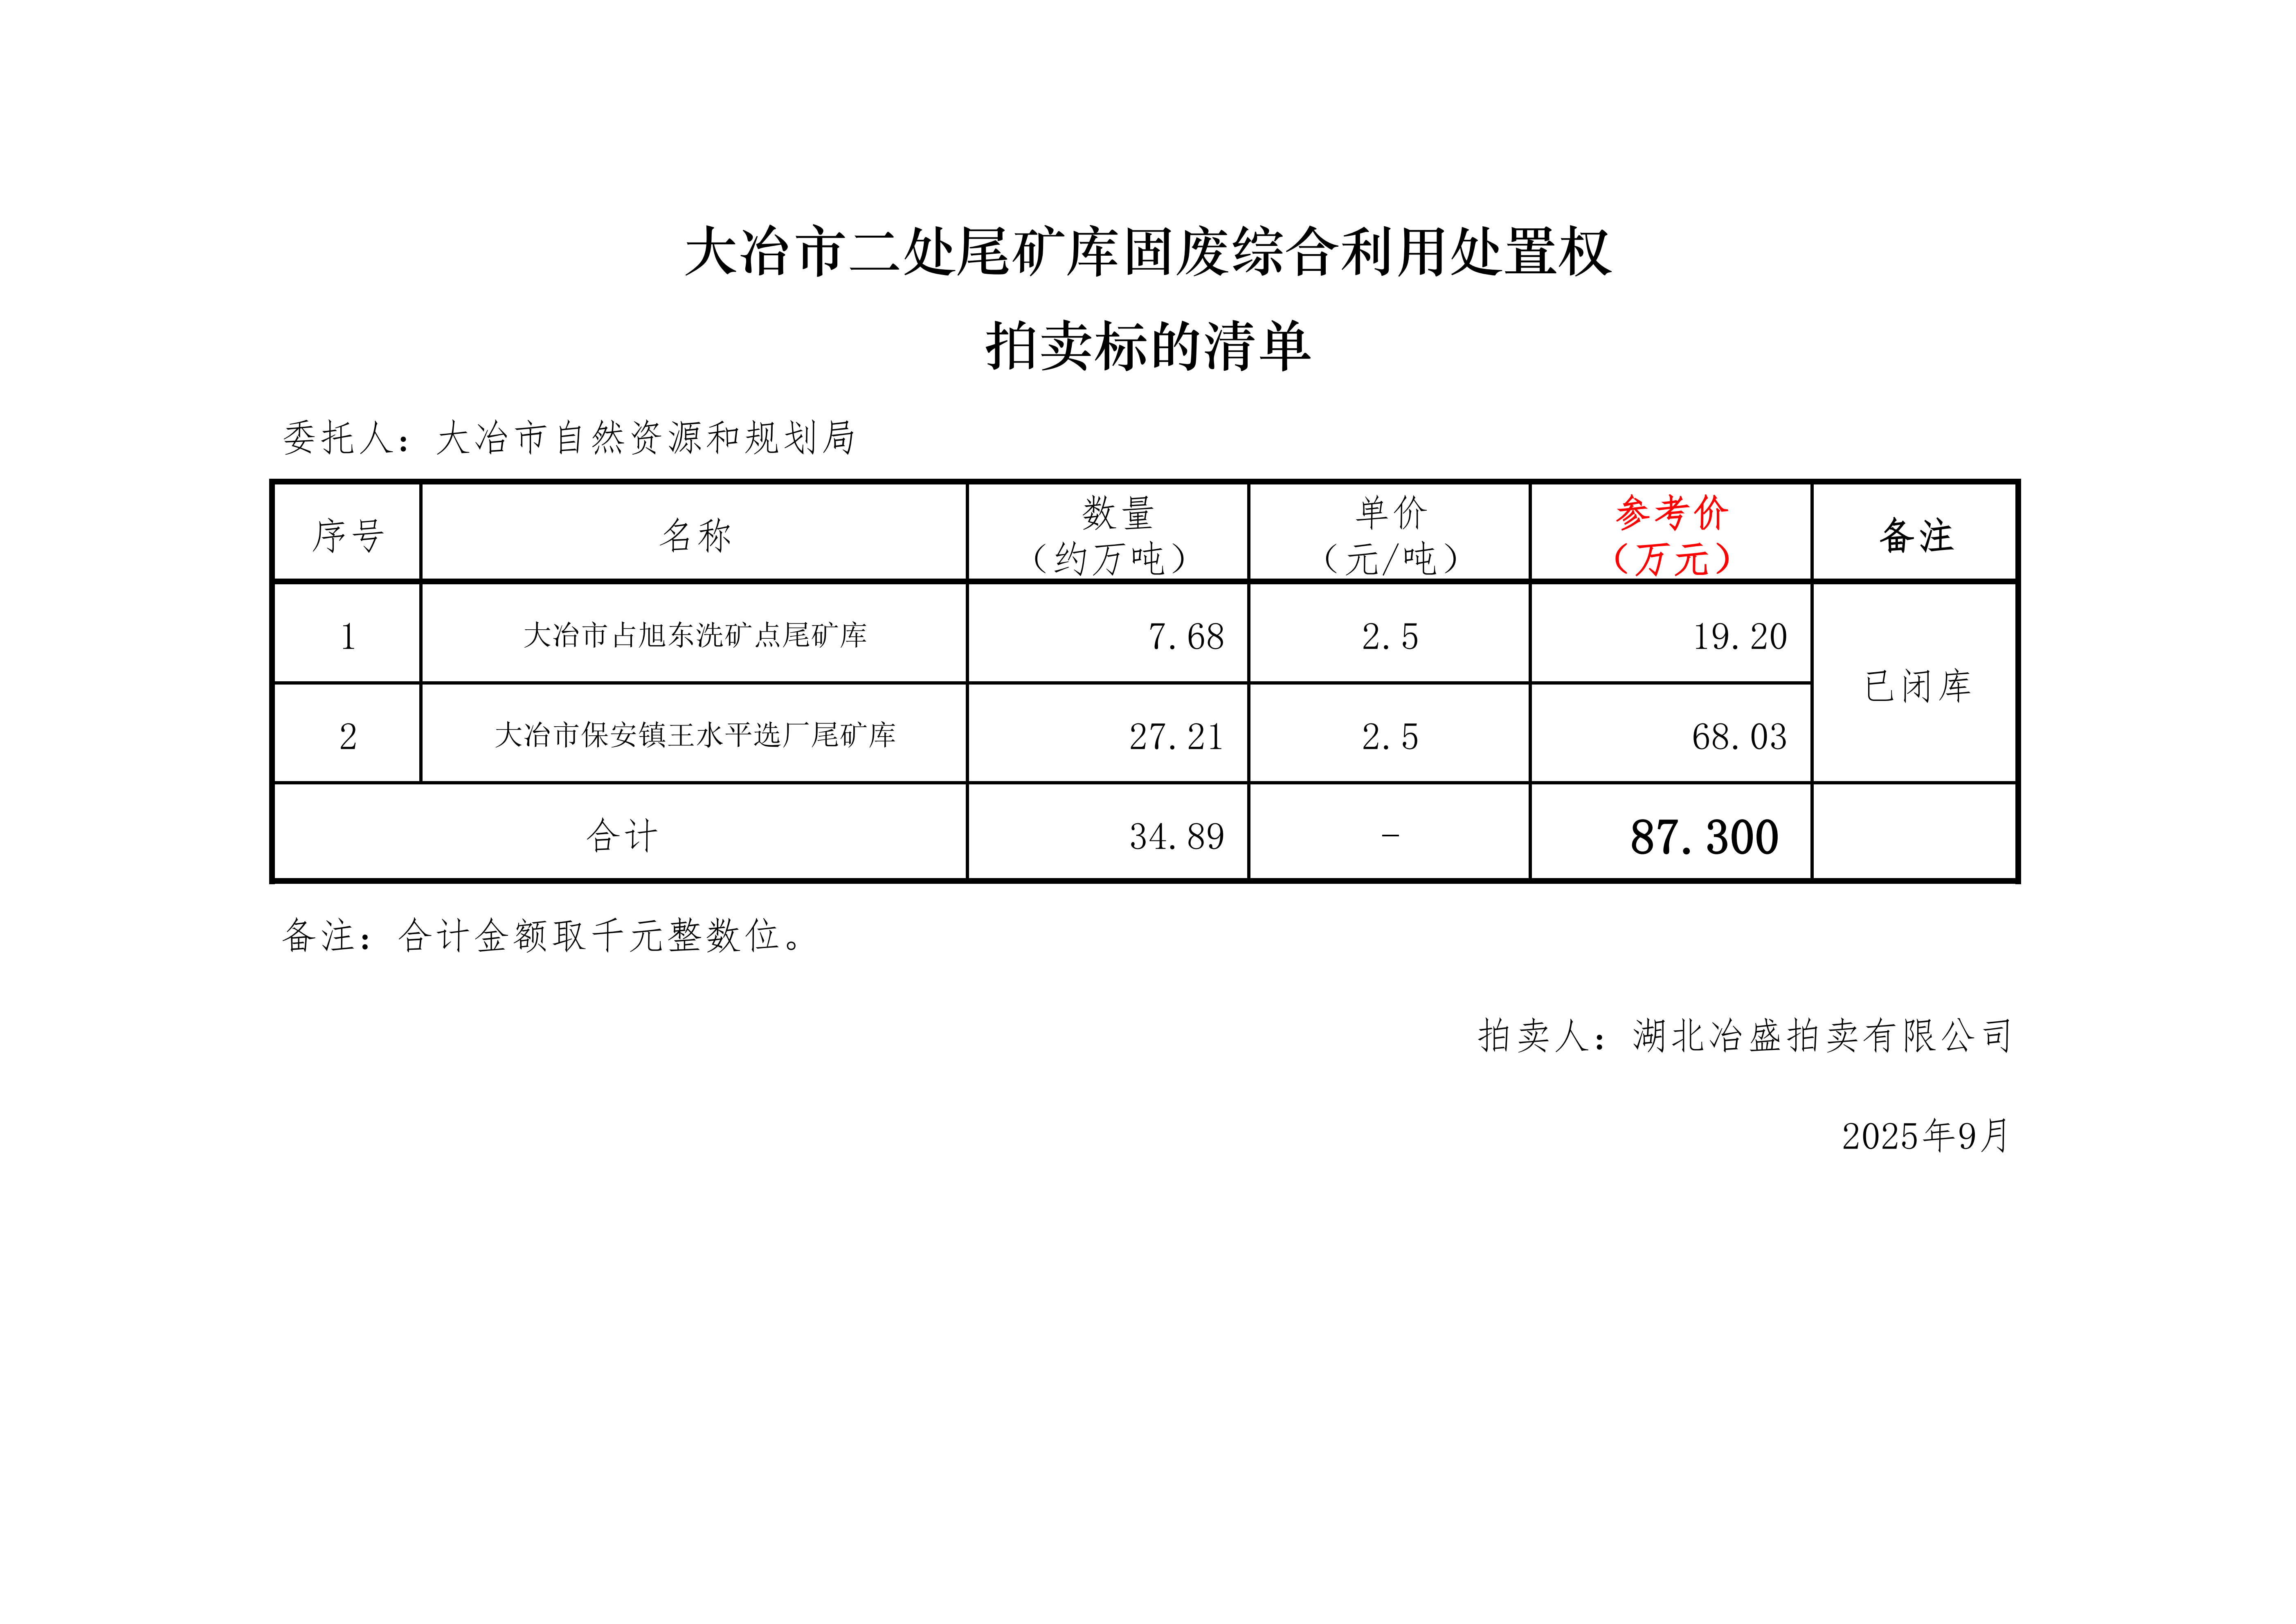 大冶市二处尾矿库固废综合利用处置权
拍卖标的清单
委托人：大冶市自然资源和规划局
序号 名称 数量（约万吨） 单价（元/吨） 参考价（万元） 备注
1 大冶市占旭东洗矿点尾矿库 7.68 2.5 19.20 已闭库
2 大冶市保安镇王水平选厂尾矿库 27.21 2.5 68.03
合计 34.89 - 87.300
备注：合计金额取千元整数位。
拍卖人：湖北冶盛拍卖有限公司
2025年9月